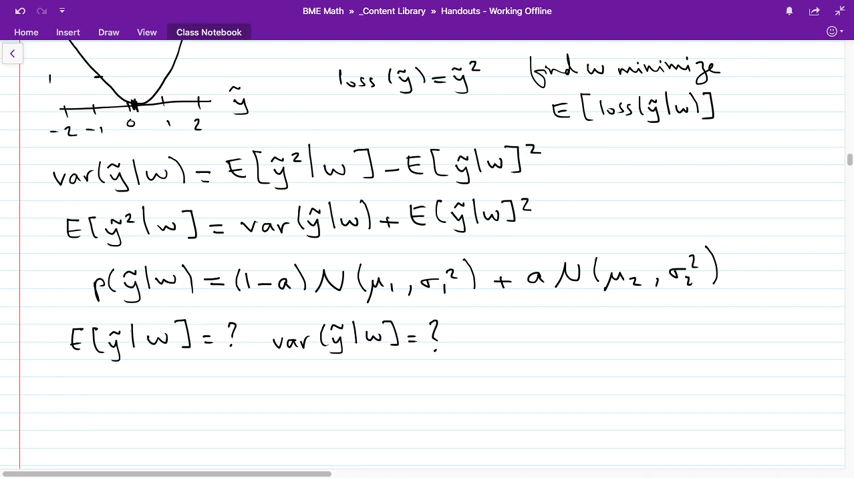 BME Math » _Content Library » Handouts - Working Offline
Home Insert Draw View Class Notebook
1
-2 -1 0 1 2 ỹ
loss(ỹ) = ỹ²
find w minimize
E[loss(ỹ|w)]
var(ỹ|w) = E[ỹ²|w] - E[ỹ|w]²
E[ỹ²|w] = var(ỹ|w) + E[ỹ|w]²
p(ỹ|w) = (1-a) N(μ₁, σ₁²) + a N(μ₂, σ₂²)
E[ỹ|w] = ? var(ỹ|w) = ?